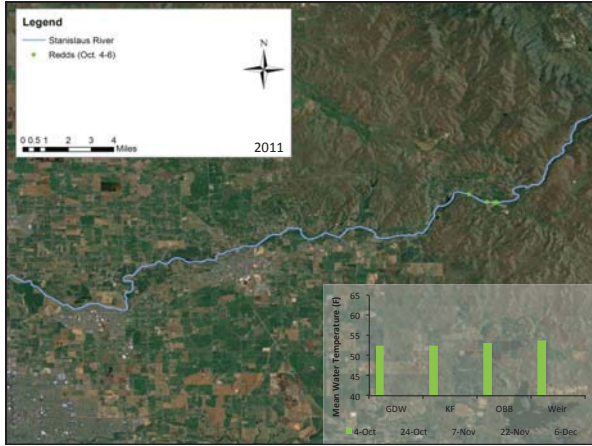 Legend
Stanislaus River
Redds (Oct. 4-6)
N
0 0.5 1 2 3 4
Miles
2011
Mean Water Temperature (F)
65
60
55
50
45
40
GDW KF OBB Weir
4-Oct 24-Oct 7-Nov 22-Nov 6-Dec